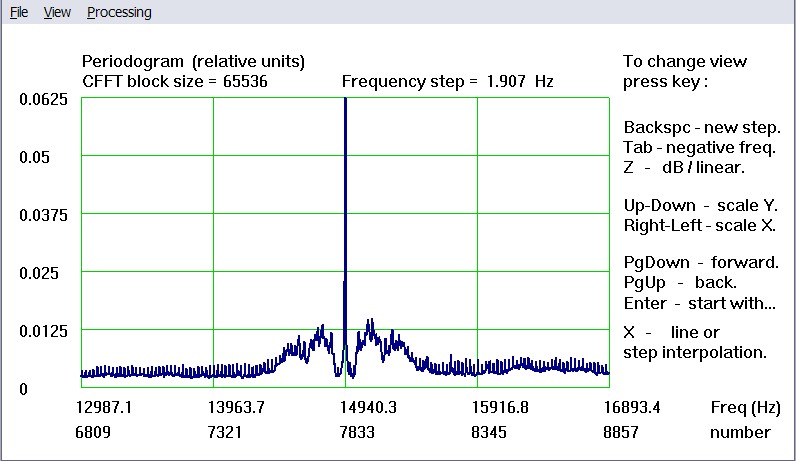 File View Processing
Periodogram (relative units)
CFFT block size = 65536 Frequency step = 1.907 Hz
0.0625
0.05
0.0375
0.025
0.0125
0
12987.1 13963.7 14940.3 15916.8 16893.4 Freq (Hz)
6809 7321 7833 8345 8857 number
To change view
press key :
Backspc - new step.
Tab - negative freq.
Z - dB / linear.
Up-Down - scale Y.
Right-Left - scale X.
PgDown - forward.
PgUp - back.
Enter - start with...
X - line or
step interpolation.